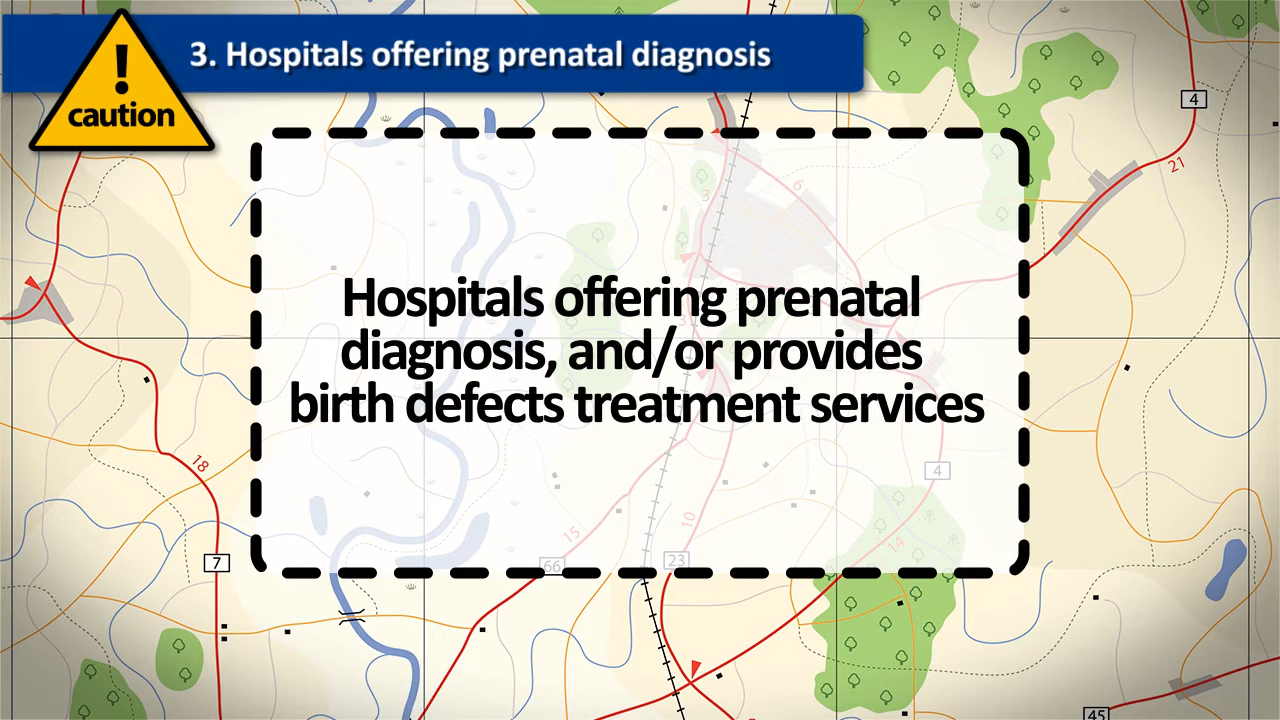 3. Hospitals offering prenatal diagnosis
!
caution
4
21
6
3
Hospitals offering prenatal
diagnosis, and/or provides
birth defects treatment services
18
4
15
10
14
7
66
23
45